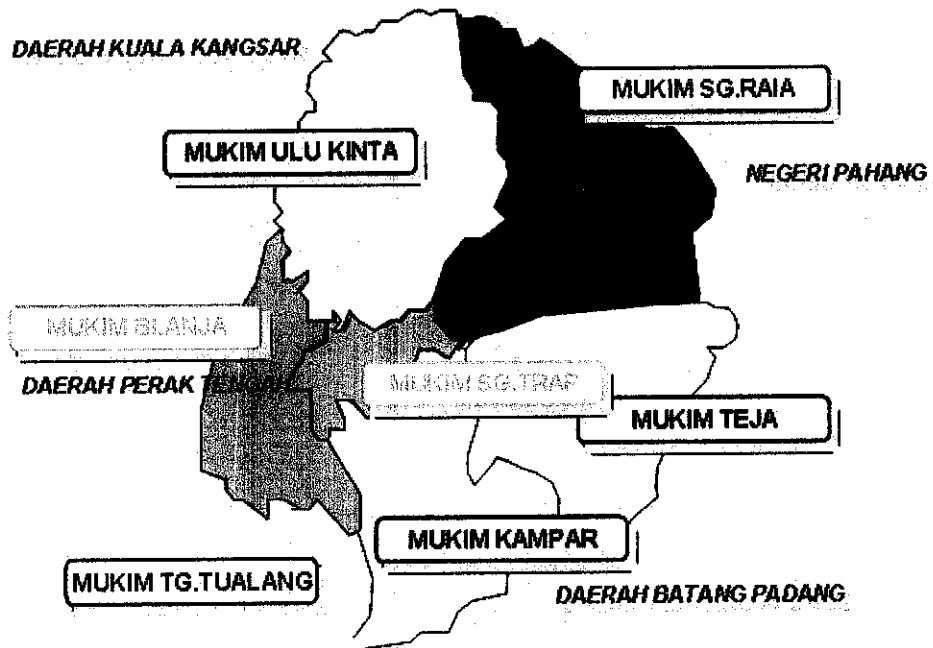 DAERAH KUALA KANGSAR
MUKIM SG.RAIA
MUKIM ULU KINTA
NEGERI PAHANG
MUKIM BLANJA
DAERAH PERAK TENGAH
MUKIM SG.TRAP
MUKIM TEJA
MUKIM KAMPAR
MUKIM TG.TUALANG
DAERAH BATANG PADANG